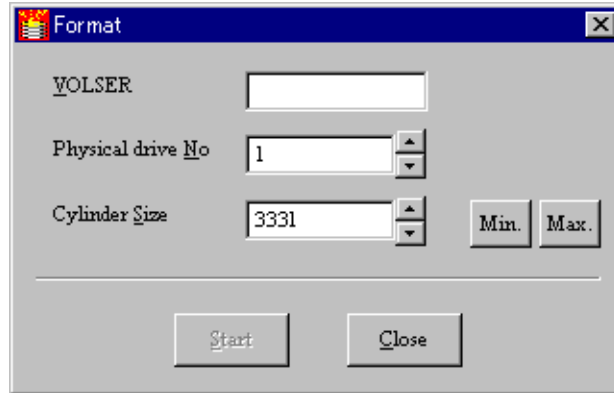 Format
VOLSER
Physical drive No
1
Cylinder Size
3331
Min.
Max.
Start
Close